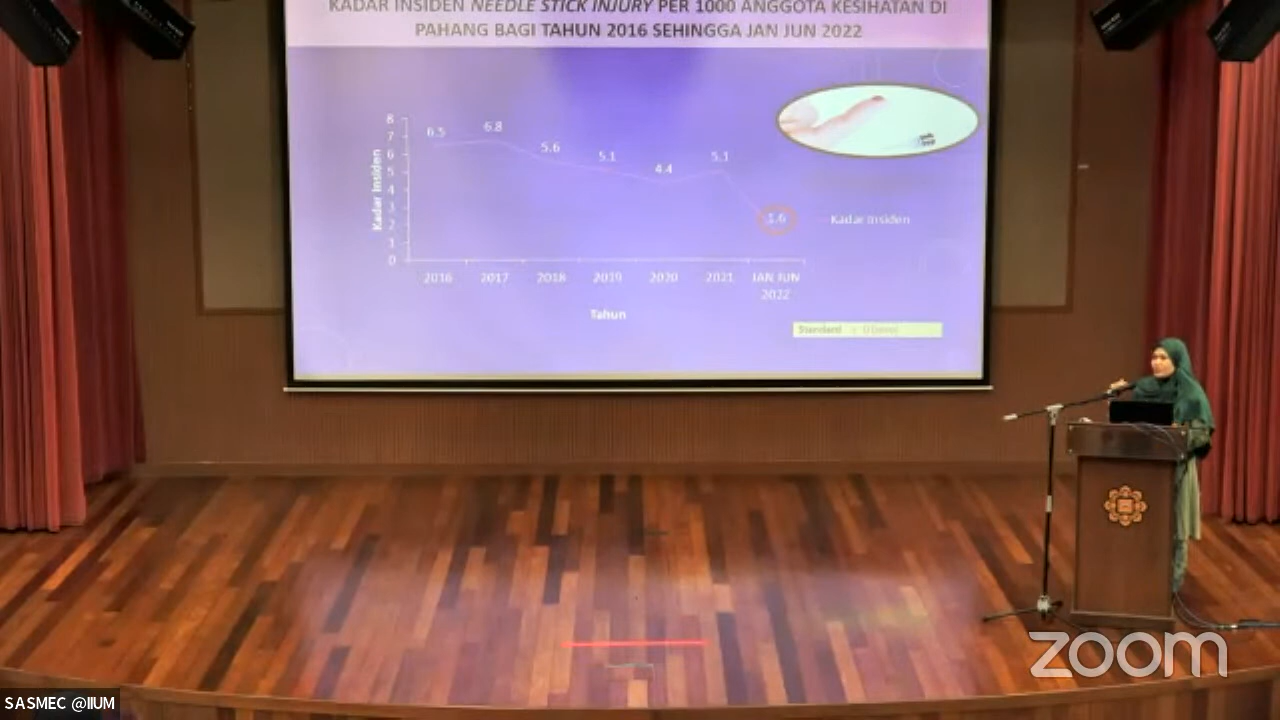 KADAR INSIDEN NEEDLE STICK INJURY PER 1000 ANGGOTA KESIHATAN DI
PAHANG BAGI TAHUN 2016 SEHINGGA JAN JUN 2022
Kadar Insiden
8
7
6
5
4
3
2
1
0
6.5
6.8
5.6
5.1
4.4
5.1
1.6
Kadar Insiden
2016
2017
2018
2019
2020
2021
JAN JUN
2022
Tahun
Standard :
zoom
SASMEC @IIUM